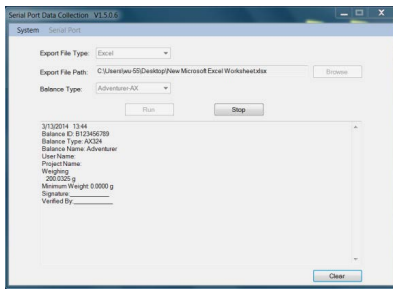 Serial Port Data Collection V1.5.0.6
System Serial Port
Export File Type: Excel
Export File Path: C:\Users\wu-55\Desktop\New Microsoft Excel Worksheet.xlsx Browse
Balance Type: Adventurer-AX
Run Stop
3/13/2014 13:44
Balance ID: B123456789
Balance Type: AX324
Balance Name: Adventurer
User Name:
Project Name:
Weighing
200.0325 g
Minimum Weight: 0.0000 g
Signature:___________
Verified By:___________
Clear